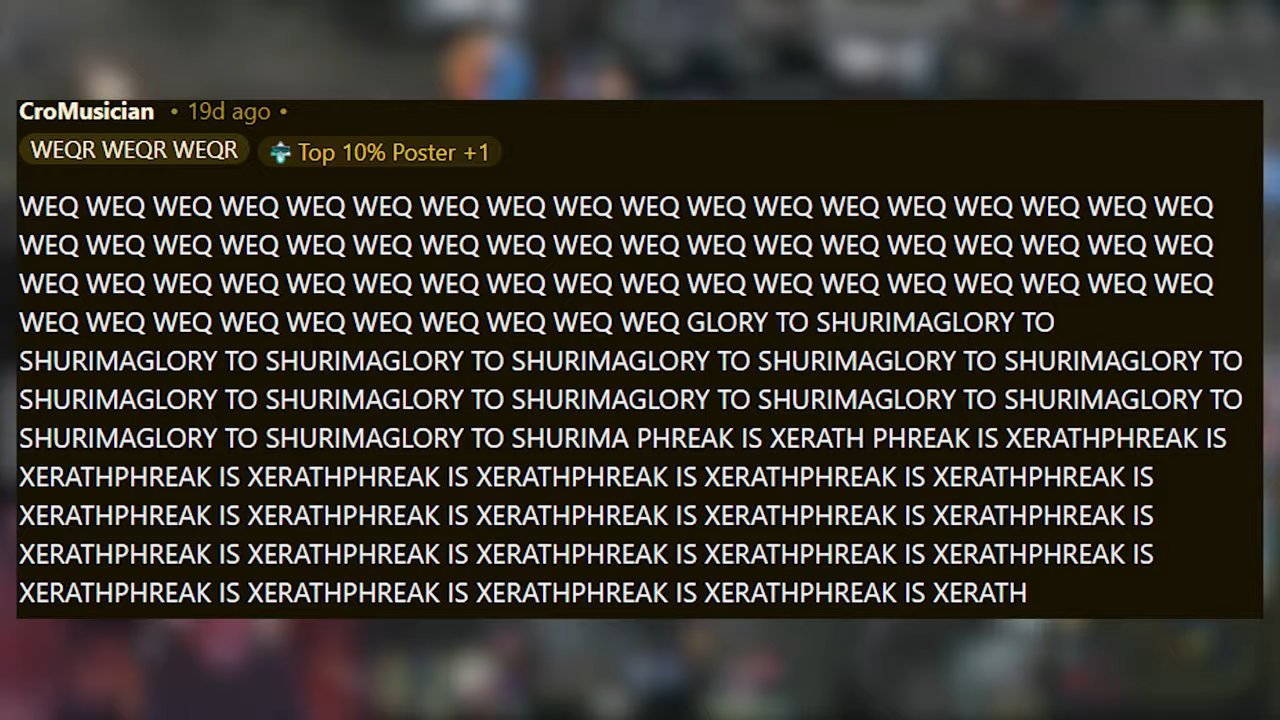 CroMusician • 19d ago •
WEQR WEQR WEQR Top 10% Poster +1
WEQ WEQ WEQ WEQ WEQ WEQ WEQ WEQ WEQ WEQ WEQ WEQ WEQ WEQ WEQ WEQ WEQ WEQ
WEQ WEQ WEQ WEQ WEQ WEQ WEQ WEQ WEQ WEQ WEQ WEQ WEQ WEQ WEQ WEQ WEQ WEQ
WEQ WEQ WEQ WEQ WEQ WEQ WEQ WEQ WEQ WEQ WEQ WEQ WEQ WEQ WEQ WEQ WEQ WEQ
WEQ WEQ WEQ WEQ WEQ WEQ WEQ WEQ WEQ WEQ GLORY TO SHURIMAGLORY TO
SHURIMAGLORY TO SHURIMAGLORY TO SHURIMAGLORY TO SHURIMAGLORY TO SHURIMAGLORY TO
SHURIMAGLORY TO SHURIMAGLORY TO SHURIMAGLORY TO SHURIMAGLORY TO SHURIMAGLORY TO
SHURIMAGLORY TO SHURIMAGLORY TO SHURIMA PHREAK IS XERATH PHREAK IS XERATHPHREAK IS
XERATHPHREAK IS XERATHPHREAK IS XERATHPHREAK IS XERATHPHREAK IS XERATHPHREAK IS
XERATHPHREAK IS XERATHPHREAK IS XERATHPHREAK IS XERATHPHREAK IS XERATHPHREAK IS
XERATHPHREAK IS XERATHPHREAK IS XERATHPHREAK IS XERATHPHREAK IS XERATHPHREAK IS
XERATHPHREAK IS XERATHPHREAK IS XERATHPHREAK IS XERATHPHREAK IS XERATH